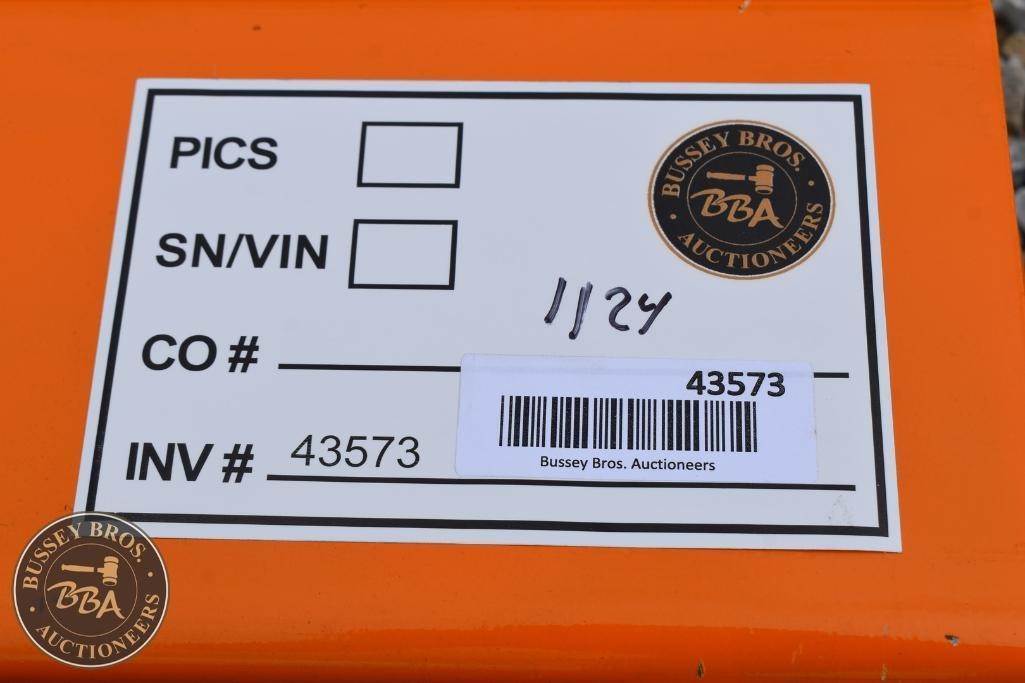 PICS
BUSSEY BROS.
BBA
AUCTIONEERS
SN/VIN
1124
CO #
43573
INV # 43573
Bussey Bros. Auctioneers
BUSSEY BROS.
BBA
AUCTIONEERS